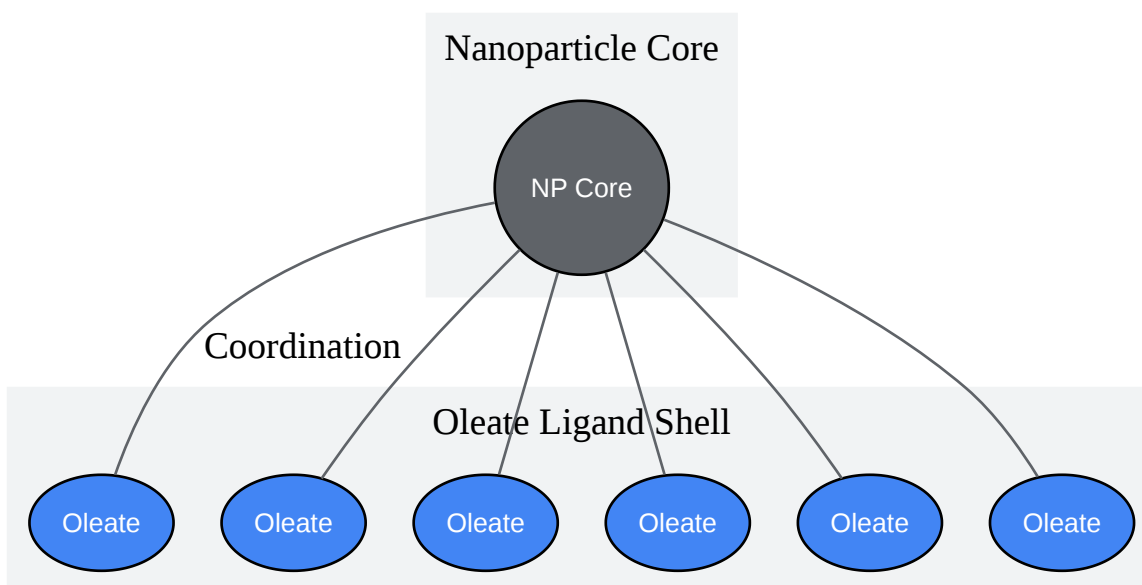 Nanoparticle Core
NP Core
Coordination
Oleate Ligand Shell
Oleate Oleate Oleate Oleate Oleate Oleate